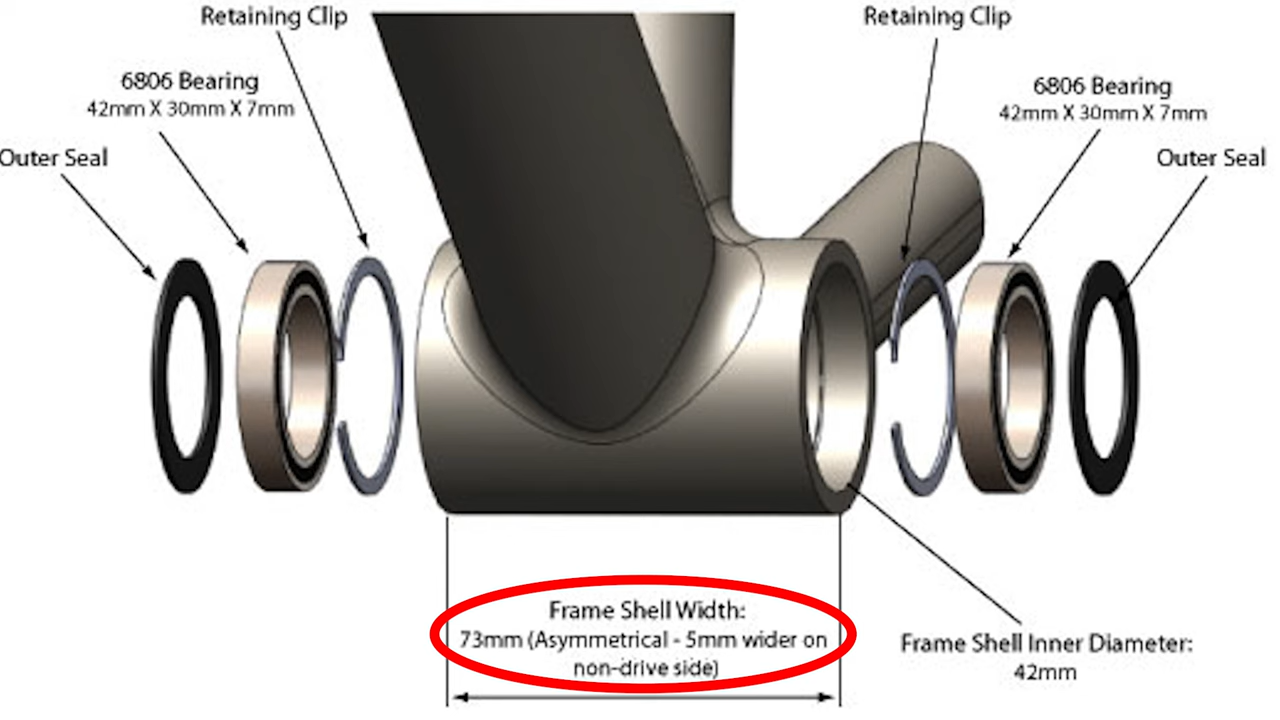 Retaining Clip
Retaining Clip
6806 Bearing
42mm X 30mm X 7mm
6806 Bearing
42mm X 30mm X 7mm
Outer Seal
Outer Seal
Frame Shell Width:
73mm (Asymmetrical - 5mm wider on
non-drive side)
Frame Shell Inner Diameter:
42mm